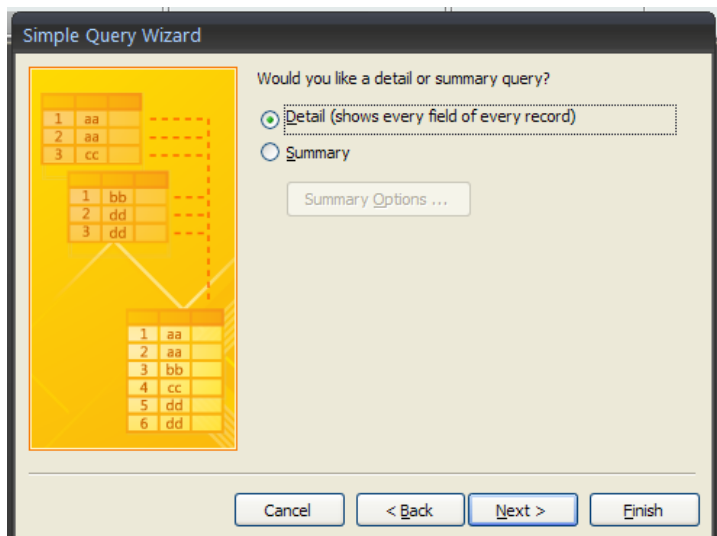 Simple Query Wizard
Would you like a detail or summary query?
Detail (shows every field of every record)
Summary
Summary Options ...
1 aa
2 aa
3 cc
1 bb
2 dd
3 dd
1 aa
2 aa
3 bb
4 cc
5 dd
6 dd
Cancel < Back Next > Finish